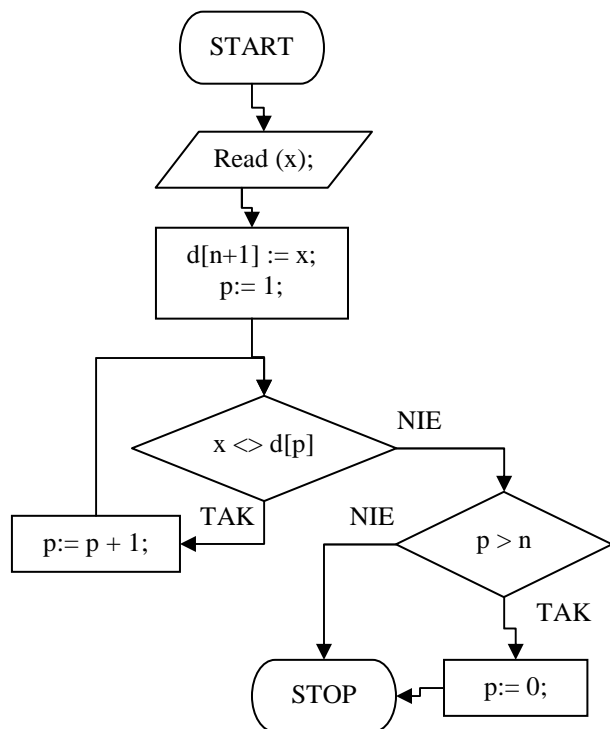 START
Read (x);
d[n+1] := x;
p:= 1;
x <> d[p]
NIE
TAK
p:= p + 1;
NIE
p > n
TAK
STOP
p:= 0;